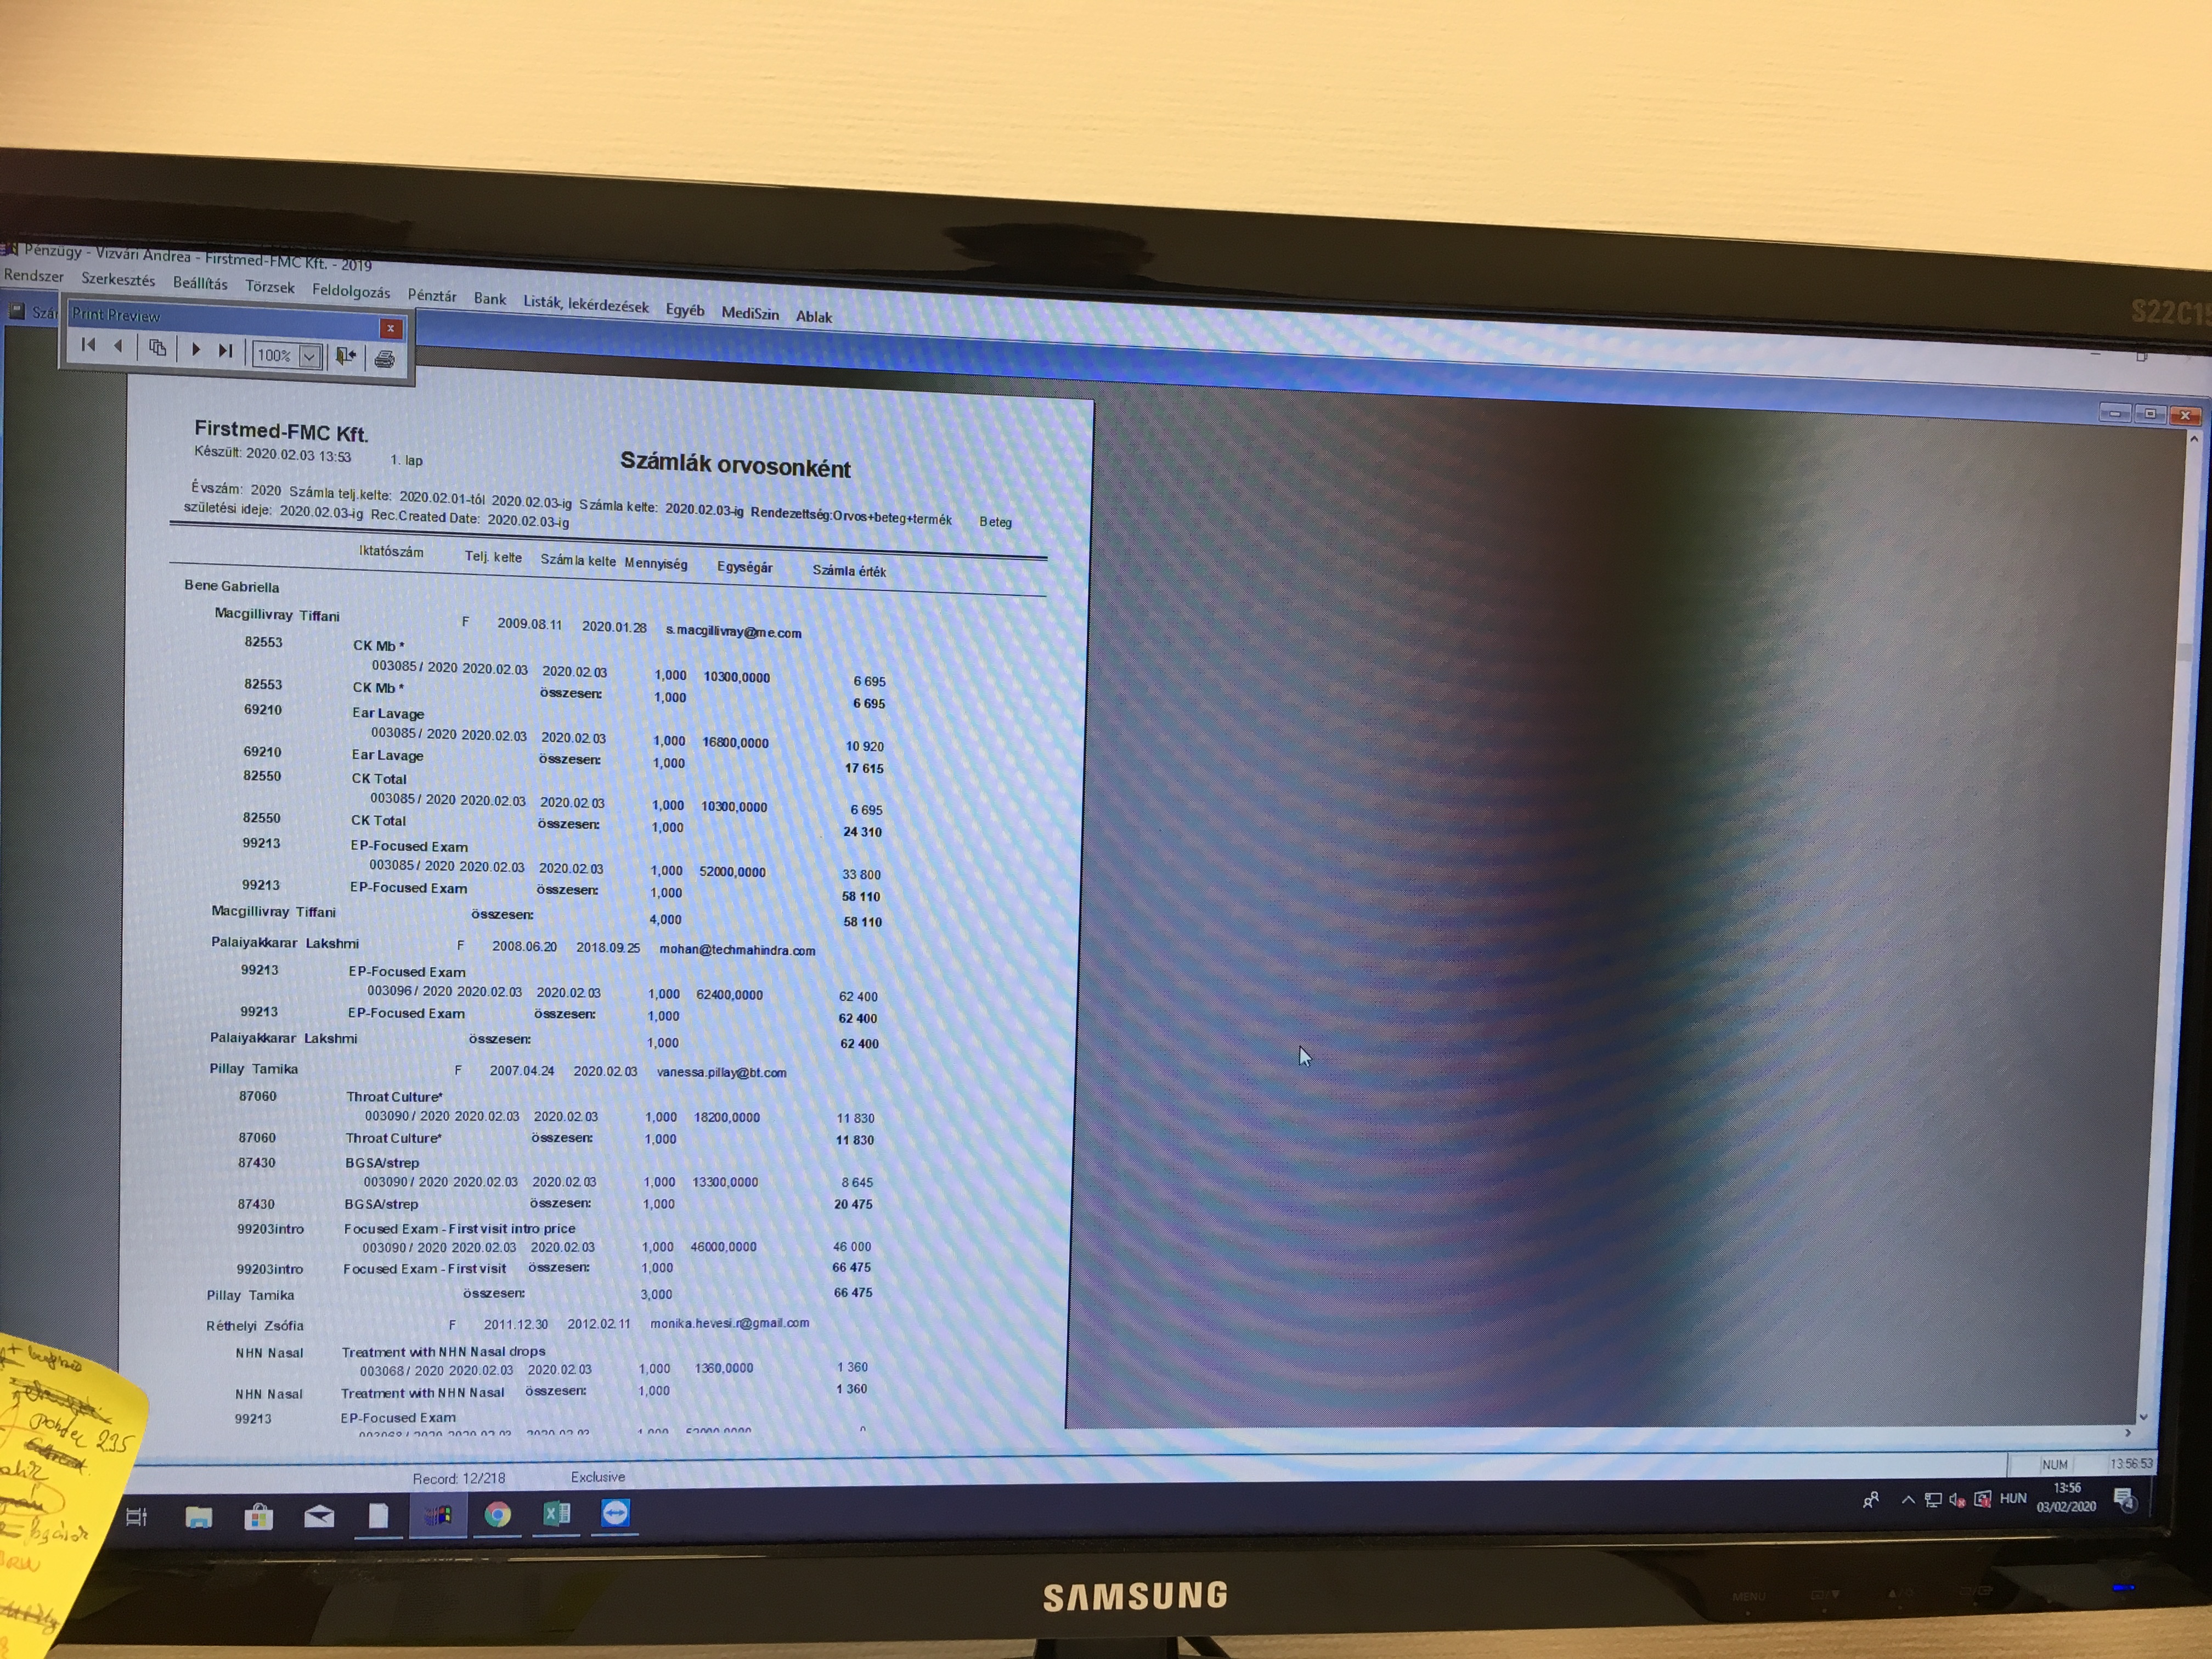 Pénzügy - Vizvári Andrea - Firstmed-FMC Kft. - 2019
Rendszer Szerkesztés Beállítás Törzsek Feldolgozás Pénztár Bank Listák, lekérdezések Egyéb MediSzin Ablak
Print Preview
100%
S22C15
Firstmed-FMC Kft.
Készült: 2020.02.03 13:53 1. lap
Számlák orvosonként
Évszám: 2020 Számla telj.kelte: 2020.02.01-tól 2020.02.03-ig Számla kelte: 2020.02.03-ig Rendezettség:Orvos+beteg+termék Beteg
születési ideje: 2020.02.03-ig Rec.Created Date: 2020.02.03-ig
Iktatószám Telj. kelte Számla kelte Mennyiség Egységár Számla érték
Bene Gabriella
Macgillivray Tiffani F 2009.08.11 2020.01.28 s.macgillivray@me.com
82553 CK Mb *
003085 / 2020 2020.02.03 2020.02.03 1,000 10300,0000 6 695
82553 CK Mb * összesen: 1,000 6 695
69210 Ear Lavage
003085 / 2020 2020.02.03 2020.02.03 1,000 16800,0000 10 920
69210 Ear Lavage összesen: 1,000 17 615
82550 CK Total
003085 / 2020 2020.02.03 2020.02.03 1,000 10300,0000 6 695
82550 CK Total összesen: 1,000 24 310
99213 EP-Focused Exam
003085 / 2020 2020.02.03 2020.02.03 1,000 52000,0000 33 800
99213 EP-Focused Exam összesen: 1,000 58 110
Macgillivray Tiffani összesen: 4,000 58 110
Palaiyakkarar Lakshmi F 2008.06.20 2018.09.25 mohan@techmahindra.com
99213 EP-Focused Exam
003096 / 2020 2020.02.03 2020.02.03 1,000 62400,0000 62 400
99213 EP-Focused Exam összesen: 1,000 62 400
Palaiyakkarar Lakshmi összesen: 1,000 62 400
Pillay Tamika F 2007.04.24 2020.02.03 vanessa.pillay@bt.com
87060 Throat Culture*
003090 / 2020 2020.02.03 2020.02.03 1,000 18200,0000 11 830
87060 Throat Culture* összesen: 1,000 11 830
87430 BGSA/strep
003090 / 2020 2020.02.03 2020.02.03 1,000 13300,0000 8 645
87430 BGSA/strep összesen: 1,000 20 475
99203intro Focused Exam - First visit intro price
003090 / 2020 2020.02.03 2020.02.03 1,000 46000,0000 46 000
99203intro Focused Exam - First visit összesen: 1,000 66 475
Pillay Tamika összesen: 3,000 66 475
Réthelyi Zsófia F 2011.12.30 2012.02.11 monika.hevesi.r@gmail.com
NHN Nasal Treatment with NHN Nasal drops
003068 / 2020 2020.02.03 2020.02.03 1,000 1360,0000 1 360
NHN Nasal Treatment with NHN Nasal összesen: 1,000 1 360
99213 EP-Focused Exam
Record: 12/218 Exclusive NUM 13:56:53
HUN 13:56
03/02/2020
4
SAMSUNG
MENU